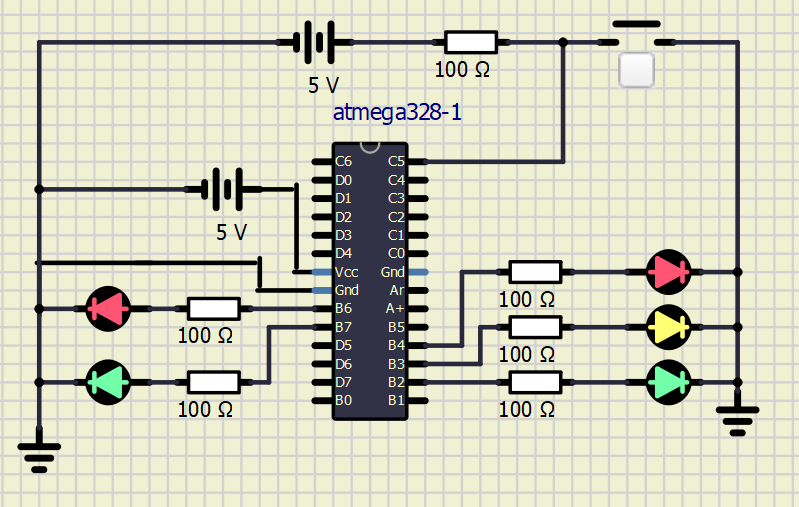 100 Ω
5 V
atmega328-1
C6 C5
D0 C4
D1 C3
D2 C2
5 V
D3 C1
D4 C0
Vcc Gnd
Gnd Ar
100 Ω
B6 A+
100 Ω
B7 B5
D5 B4
100 Ω
D6 B3
D7 B2
B0 B1
100 Ω
100 Ω